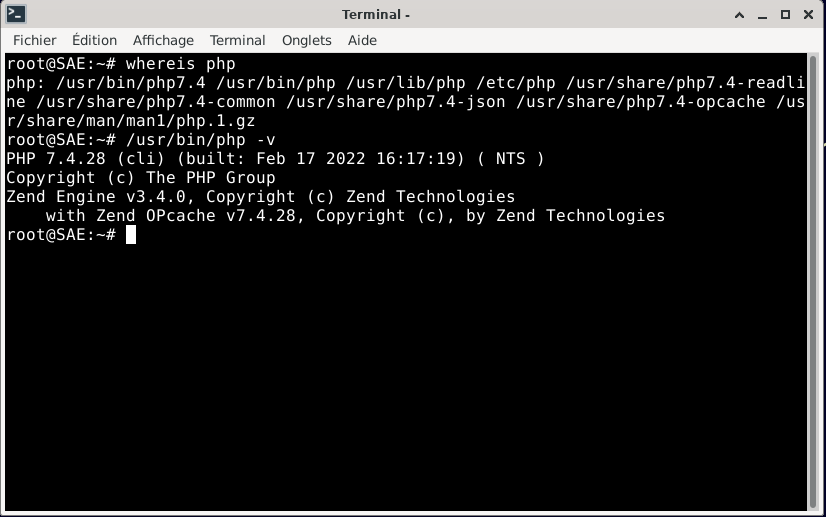 Terminal -
Fichier Édition Affichage Terminal Onglets Aide
root@SAE:~# whereis php
php: /usr/bin/php7.4 /usr/bin/php /usr/lib/php /etc/php /usr/share/php7.4-readli
ne /usr/share/php7.4-common /usr/share/php7.4-json /usr/share/php7.4-opcache /us
r/share/man/man1/php.1.gz
root@SAE:~# /usr/bin/php -v
PHP 7.4.28 (cli) (built: Feb 17 2022 16:17:19) ( NTS )
Copyright (c) The PHP Group
Zend Engine v3.4.0, Copyright (c) Zend Technologies
    with Zend OPcache v7.4.28, Copyright (c), by Zend Technologies
root@SAE:~#